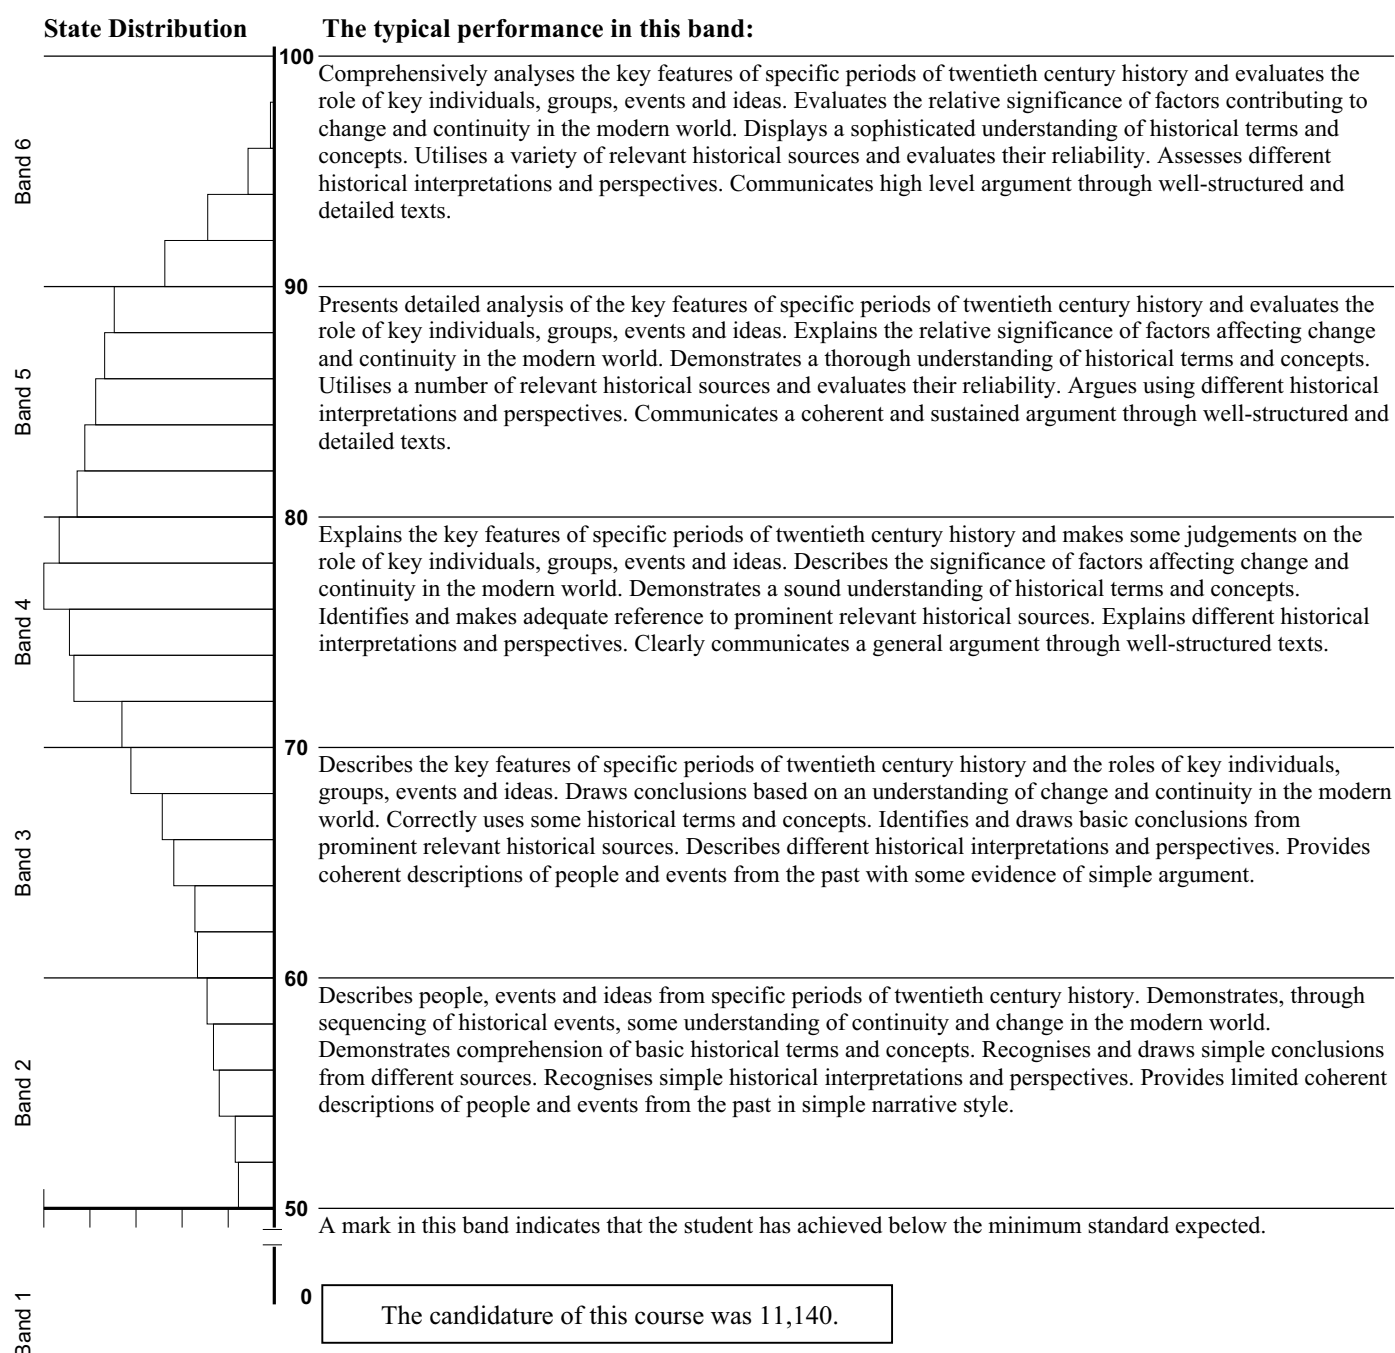 State Distribution
The typical performance in this band:
100
Band 6
Comprehensively analyses the key features of specific periods of twentieth century history and evaluates the
role of key individuals, groups, events and ideas. Evaluates the relative significance of factors contributing to
change and continuity in the modern world. Displays a sophisticated understanding of historical terms and
concepts. Utilises a variety of relevant historical sources and evaluates their reliability. Assesses different
historical interpretations and perspectives. Communicates high level argument through well-structured and
detailed texts.
90
Band 5
Presents detailed analysis of the key features of specific periods of twentieth century history and evaluates the
role of key individuals, groups, events and ideas. Explains the relative significance of factors affecting change
and continuity in the modern world. Demonstrates a thorough understanding of historical terms and concepts.
Utilises a number of relevant historical sources and evaluates their reliability. Argues using different historical
interpretations and perspectives. Communicates a coherent and sustained argument through well-structured and
detailed texts.
80
Band 4
Explains the key features of specific periods of twentieth century history and makes some judgements on the
role of key individuals, groups, events and ideas. Describes the significance of factors affecting change and
continuity in the modern world. Demonstrates a sound understanding of historical terms and concepts.
Identifies and makes adequate reference to prominent relevant historical sources. Explains different historical
interpretations and perspectives. Clearly communicates a general argument through well-structured texts.
70
Band 3
Describes the key features of specific periods of twentieth century history and the roles of key individuals,
groups, events and ideas. Draws conclusions based on an understanding of change and continuity in the modern
world. Correctly uses some historical terms and concepts. Identifies and draws basic conclusions from
prominent relevant historical sources. Describes different historical interpretations and perspectives. Provides
coherent descriptions of people and events from the past with some evidence of simple argument.
60
Band 2
Describes people, events and ideas from specific periods of twentieth century history. Demonstrates, through
sequencing of historical events, some understanding of continuity and change in the modern world.
Demonstrates comprehension of basic historical terms and concepts. Recognises and draws simple conclusions
from different sources. Recognises simple historical interpretations and perspectives. Provides limited coherent
descriptions of people and events from the past in simple narrative style.
50
A mark in this band indicates that the student has achieved below the minimum standard expected.
0
Band 1
The candidature of this course was 11,140.